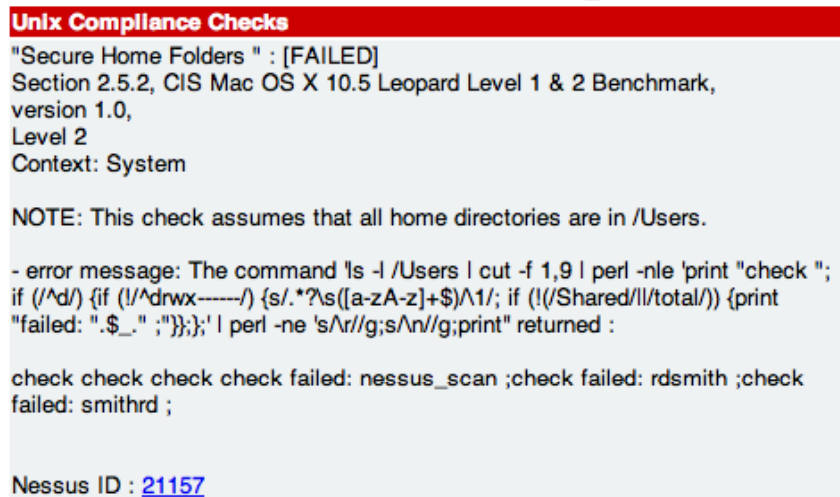 Unix Compliance Checks
"Secure Home Folders " : [FAILED]
Section 2.5.2, CIS Mac OS X 10.5 Leopard Level 1 & 2 Benchmark,
version 1.0,
Level 2
Context: System
NOTE: This check assumes that all home directories are in /Users.
- error message: The command 'ls -l /Users | cut -f 1,9 | perl -nle 'print "check ";
if (/^d/) {if (!/^drwx------/) {s/.*?\s([a-zA-z]+$)/\1/; if (!(/Shared/||/total/)) {print
"failed: ".$_." ;"}};};' | perl -ne 's/\r//g;s/\n//g;print" returned :
check check check check failed: nessus_scan ;check failed: rdsmith ;check
failed: smithrd ;
Nessus ID : 21157